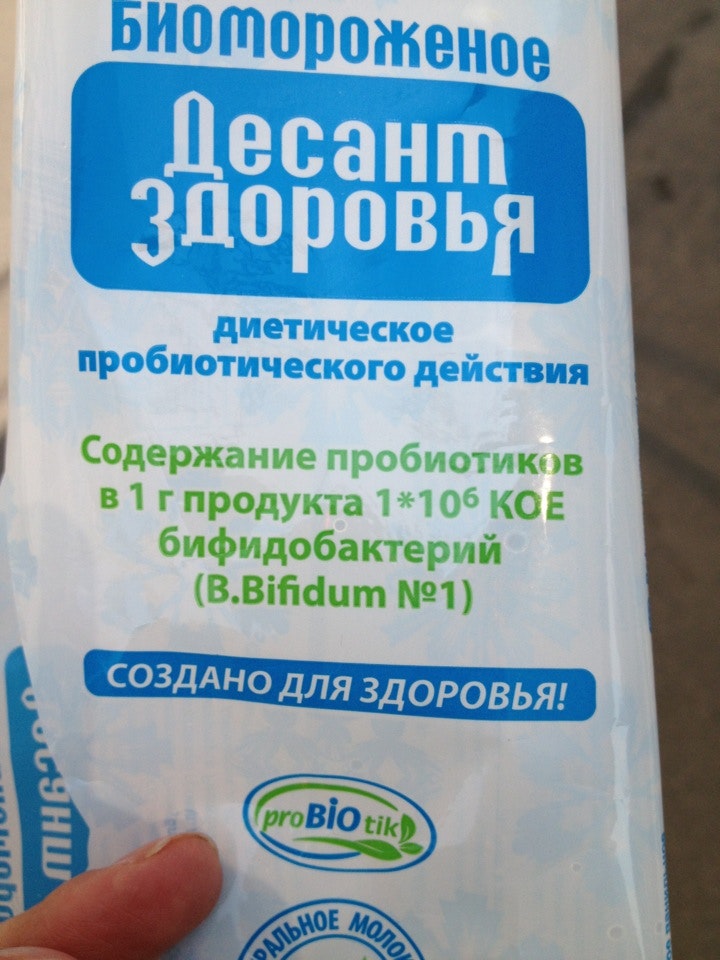 Биомороженое
Десант
здоровья
диетическое
пробиотического действия
Содержание пробиотиков
в 1 г продукта 1*10⁶ КОЕ
бифидобактерий
(B.Bifidum №1)
СОЗДАНО ДЛЯ ЗДОРОВЬЯ!
proBIOtik